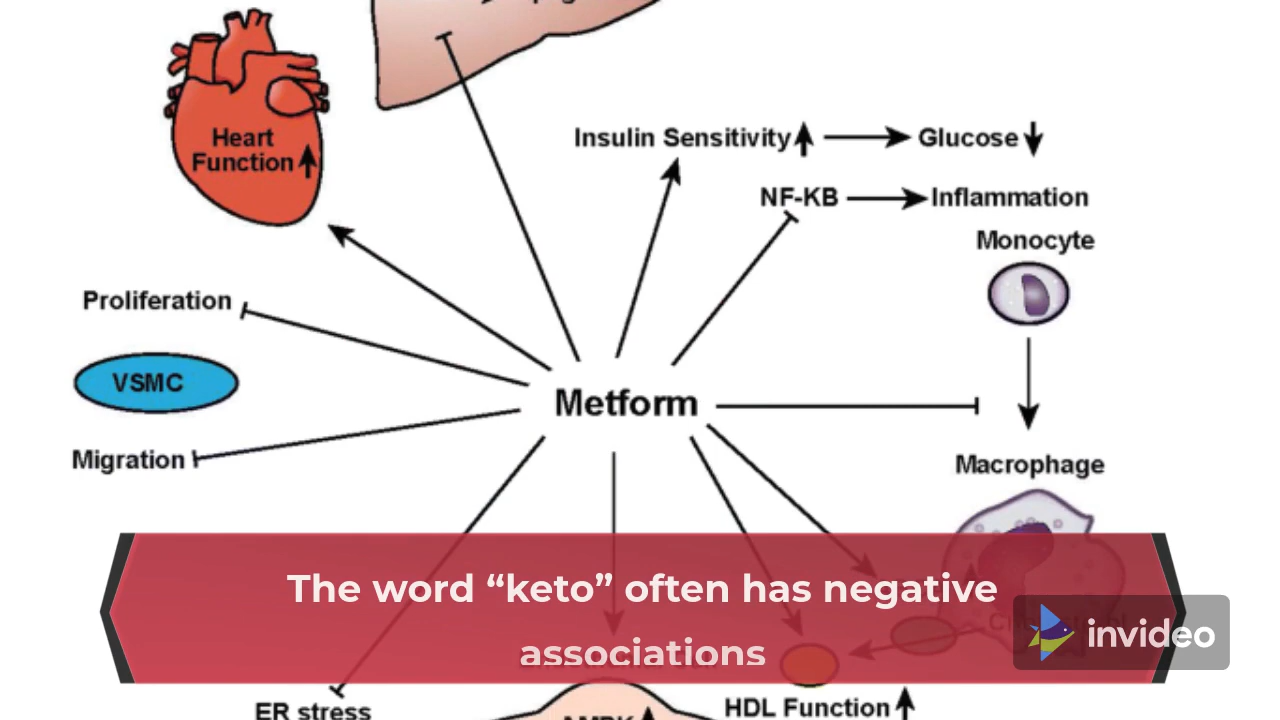 Heart
Function
Insulin Sensitivity
Glucose
NF-KB
Inflammation
Monocyte
Proliferation
VSMC
Metform
Migration
Macrophage
The word “keto” often has negative
associations
invideo
ER stress
HDL Function